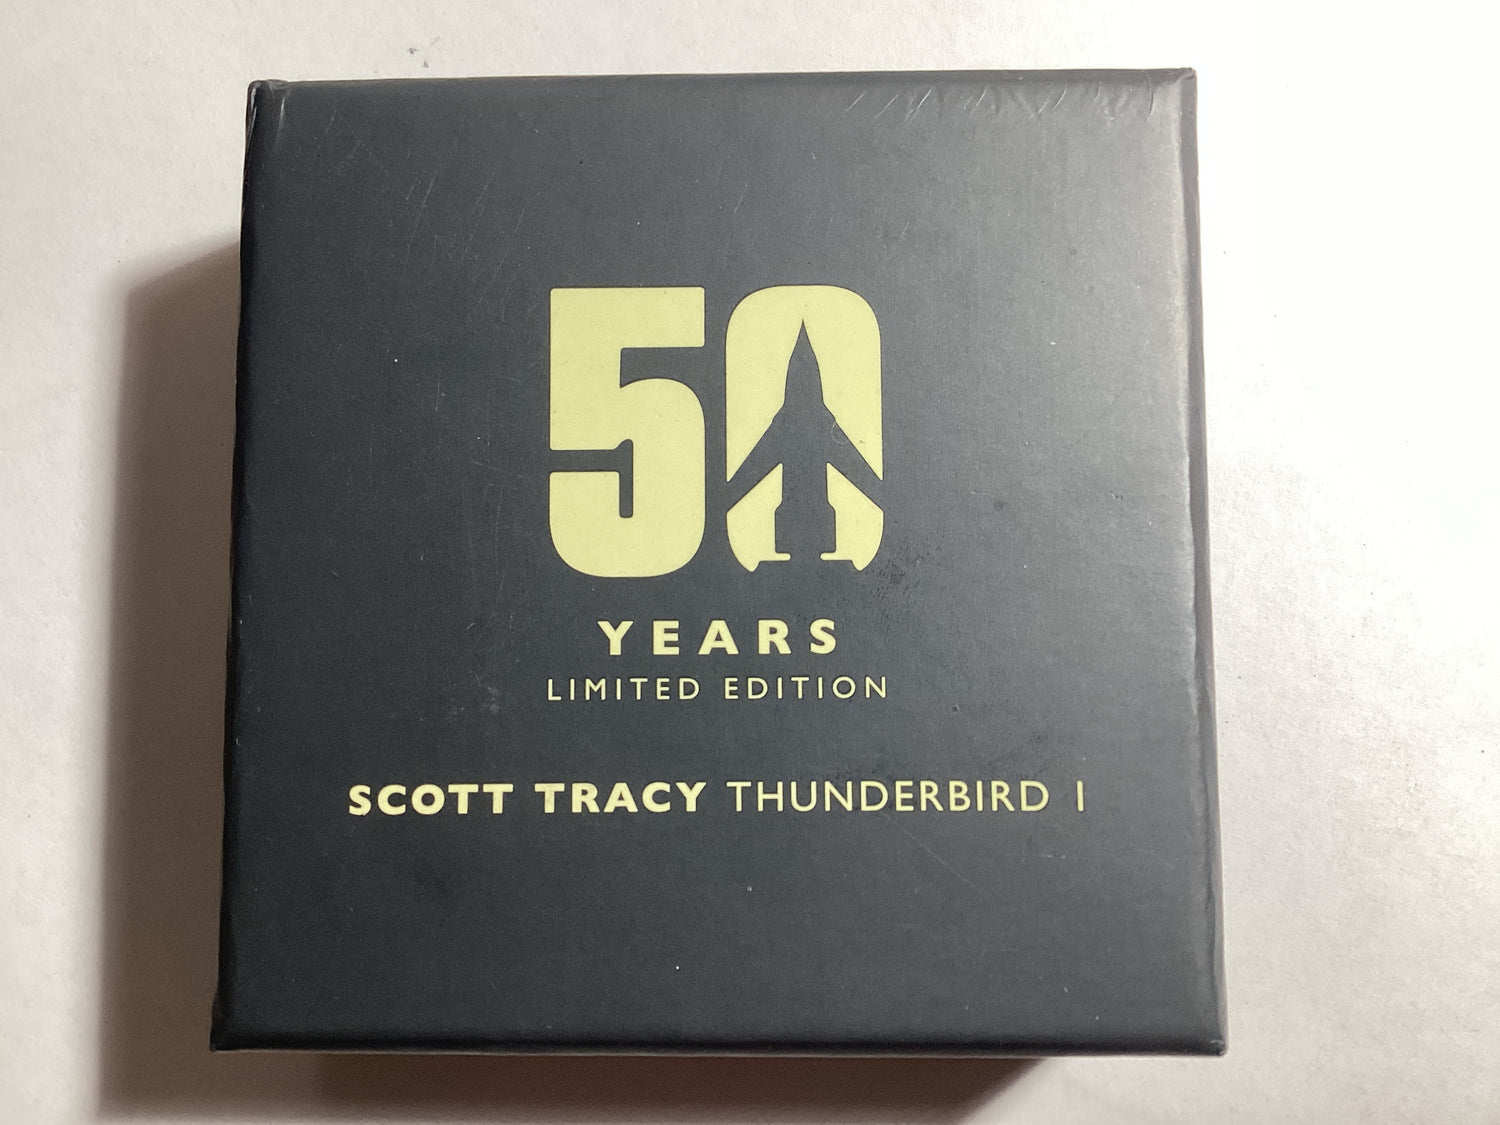 50
YEARS
LIMITED EDITION
SCOTT TRACY THUNDERBIRD 1